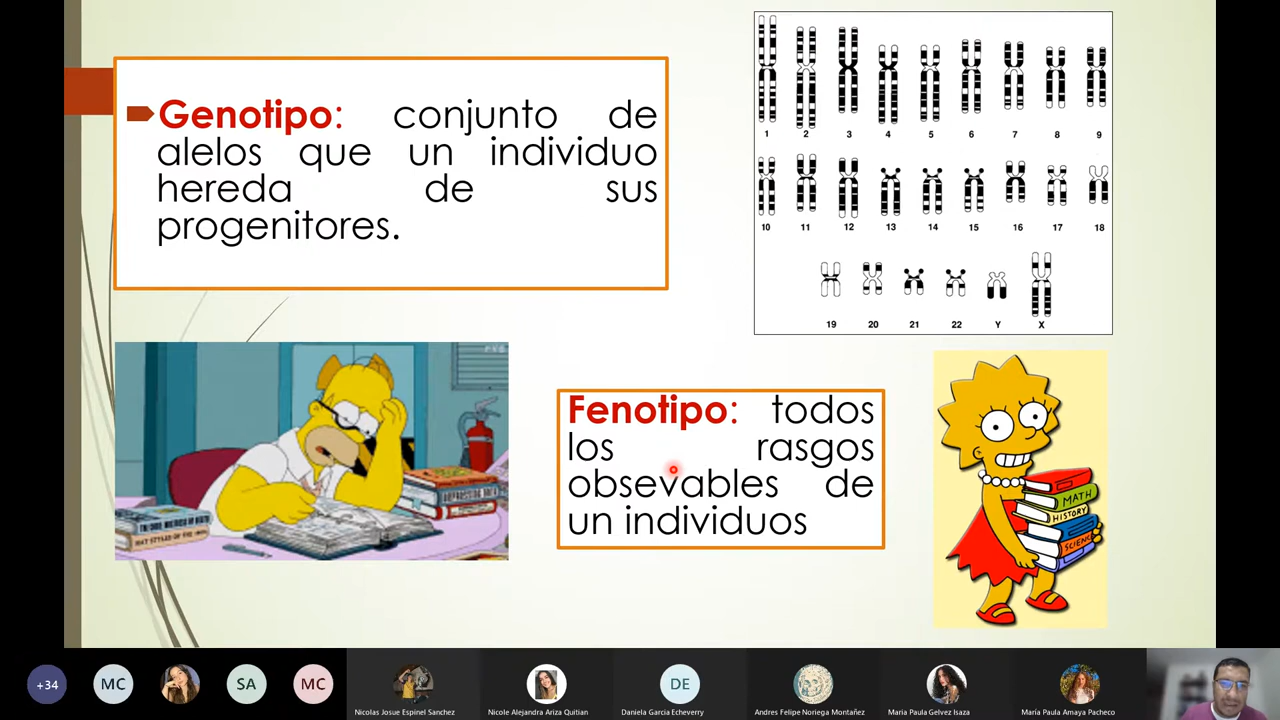 Genotipo: conjunto de
alelos que un individuo
hereda de sus
progenitores.
1 2 3 4 5 6 7 8 9
10 11 12 13 14 15 16 17 18
19 20 21 22 Y X
Fenotipo: todos
los rasgos
obsevables de
un individuos
MATH
HISTORY
SCIENC
+34
MC
SA
MC
DE
Nicolas Josue Espinel Sanchez
Nicole Alejandra Ariza Quitian
Daniela Garcia Echeverry
Andres Felipe Noriega Montañez
Maria Paula Gelvez Isaza
María Paula Amaya Pacheco